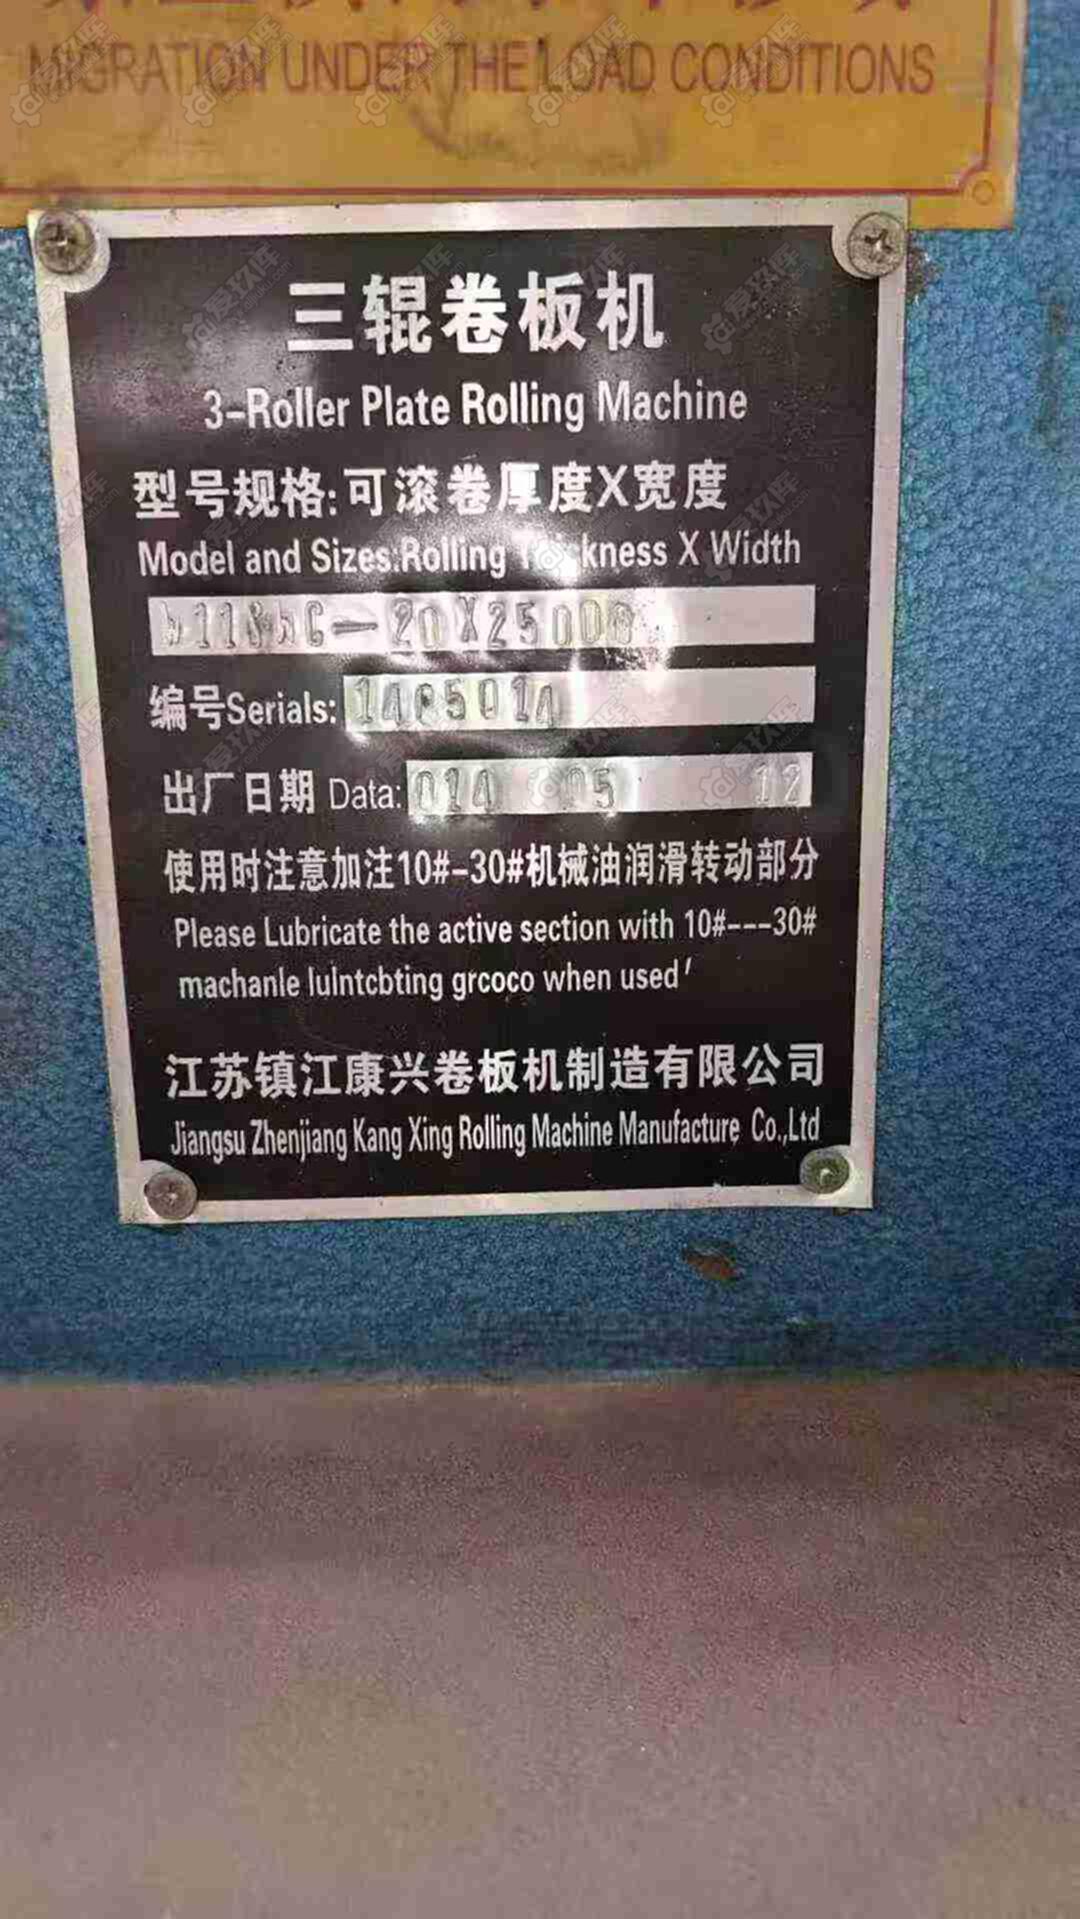 MIGRATION UNDER THE LOAD CONDITIONS
三辊卷板机
3-Roller Plate Rolling Machine
型号规格:可滚卷厚度X宽度
Model and Sizes:Rolling Thickness X Width
编号Serials:
出厂日期 Data: 014 05 12
使用时注意加注10#-30#机械油润滑转动部分
Please Lubricate the active section with 10#---30#
machanle lulntcbting grcoco when used'
江苏镇江康兴卷板机制造有限公司
Jiangsu Zhenjiang Kang Xing Rolling Machine Manufacture Co.,Ltd